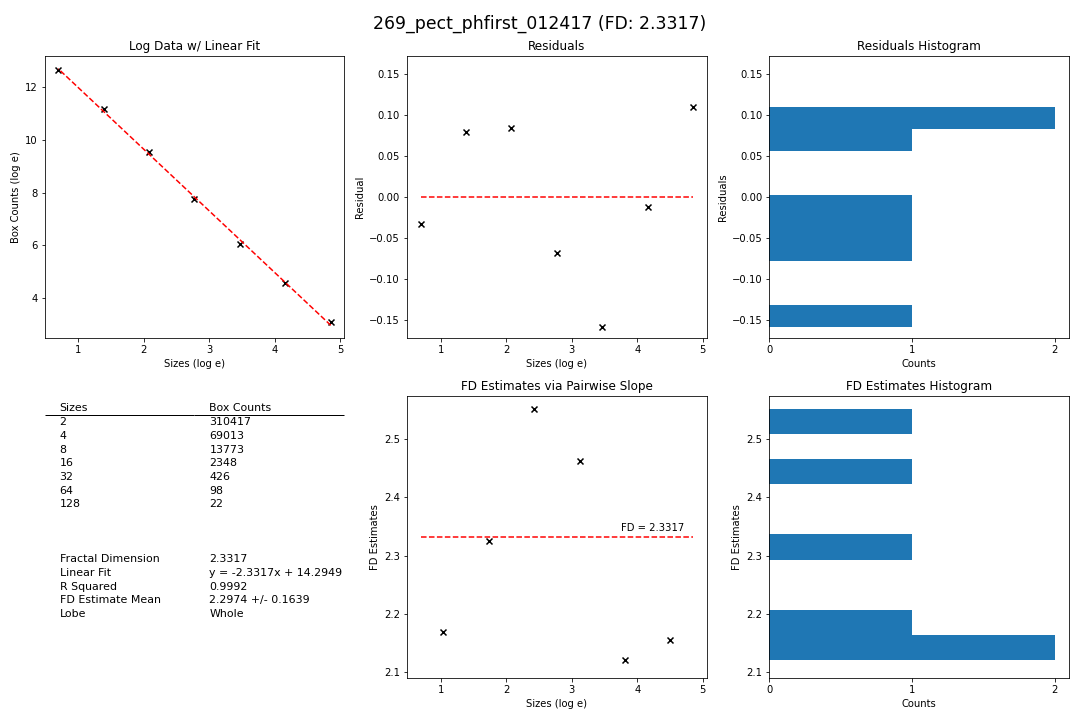 269_pect_phfirst_012417 (FD: 2.3317)
Log Data w/ Linear Fit
12
10
8
6
4
Box Counts (log e)
1
2
3
4
5
Sizes (log e)
Residuals
0.15
0.10
0.05
0.00
−0.05
−0.10
−0.15
Residual
1
2
3
4
5
Sizes (log e)
Residuals Histogram
0.15
0.10
0.05
0.00
−0.05
−0.10
−0.15
Residuals
0
1
2
Counts
Sizes Box Counts
2 310417
4 69013
8 13773
16 2348
32 426
64 98
128 22
Fractal Dimension 2.3317
Linear Fit y = -2.3317x + 14.2949
R Squared 0.9992
FD Estimate Mean 2.2974 +/- 0.1639
Lobe Whole
FD Estimates via Pairwise Slope
2.5
2.4
2.3
2.2
2.1
FD Estimates
FD = 2.3317
1
2
3
4
5
Sizes (log e)
FD Estimates Histogram
2.5
2.4
2.3
2.2
2.1
FD Estimates
0
1
2
Counts